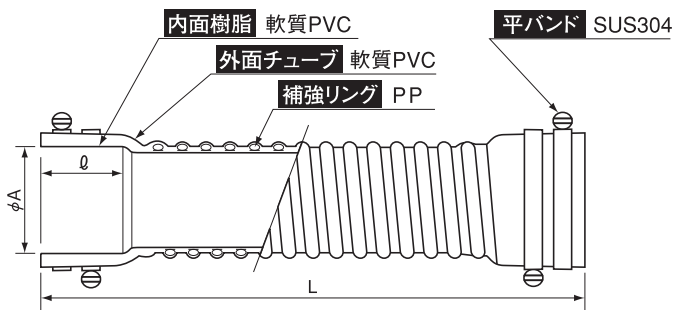 内面樹脂 軟質PVC
平バンド SUS304
外面チューブ 軟質PVC
補強リング PP
ℓ
φA
L